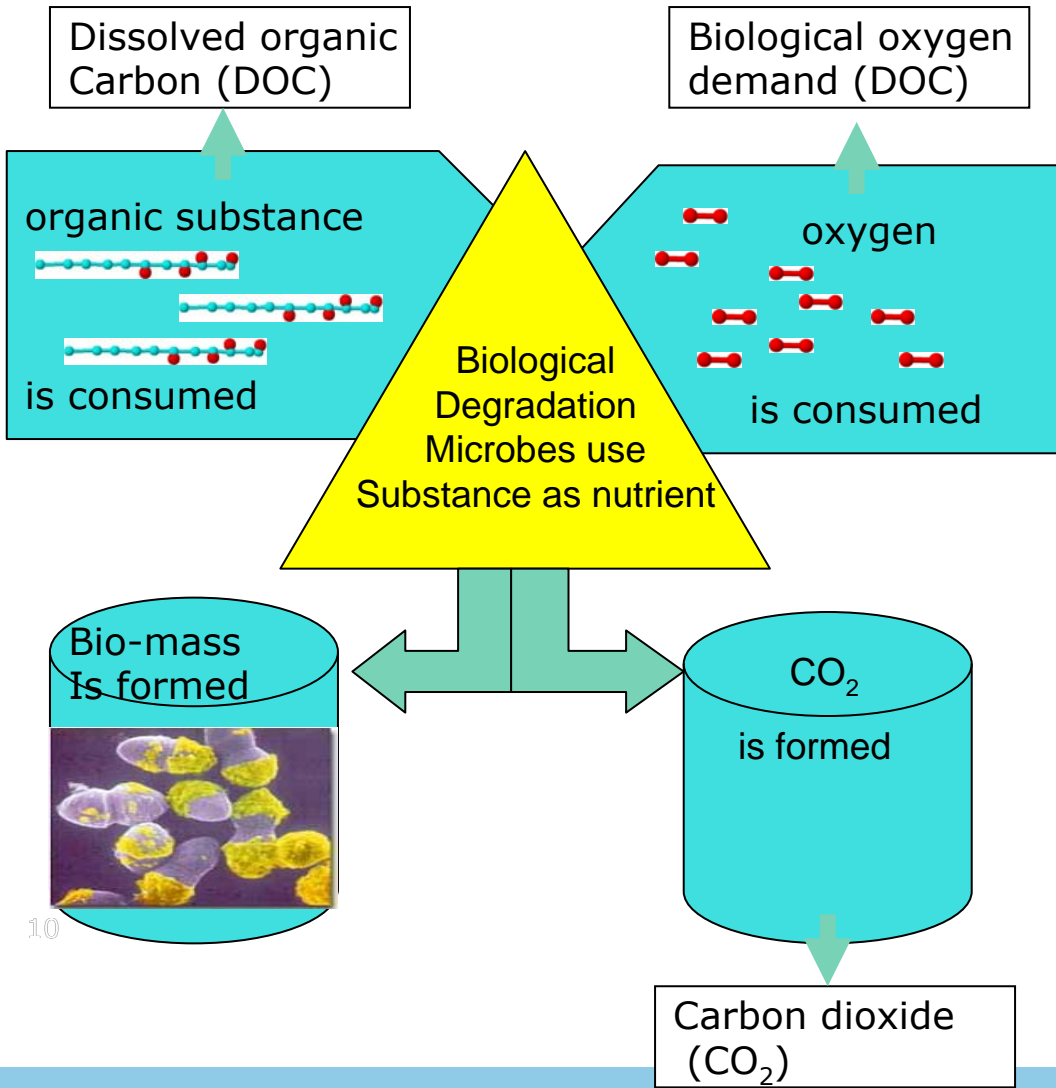 Dissolved organic
Carbon (DOC)
Biological oxygen
demand (DOC)
organic substance
is consumed
oxygen
is consumed
Biological
Degradation
Microbes use
Substance as nutrient
Bio-mass
Is formed
CO₂
is formed
10
Carbon dioxide
(CO₂)